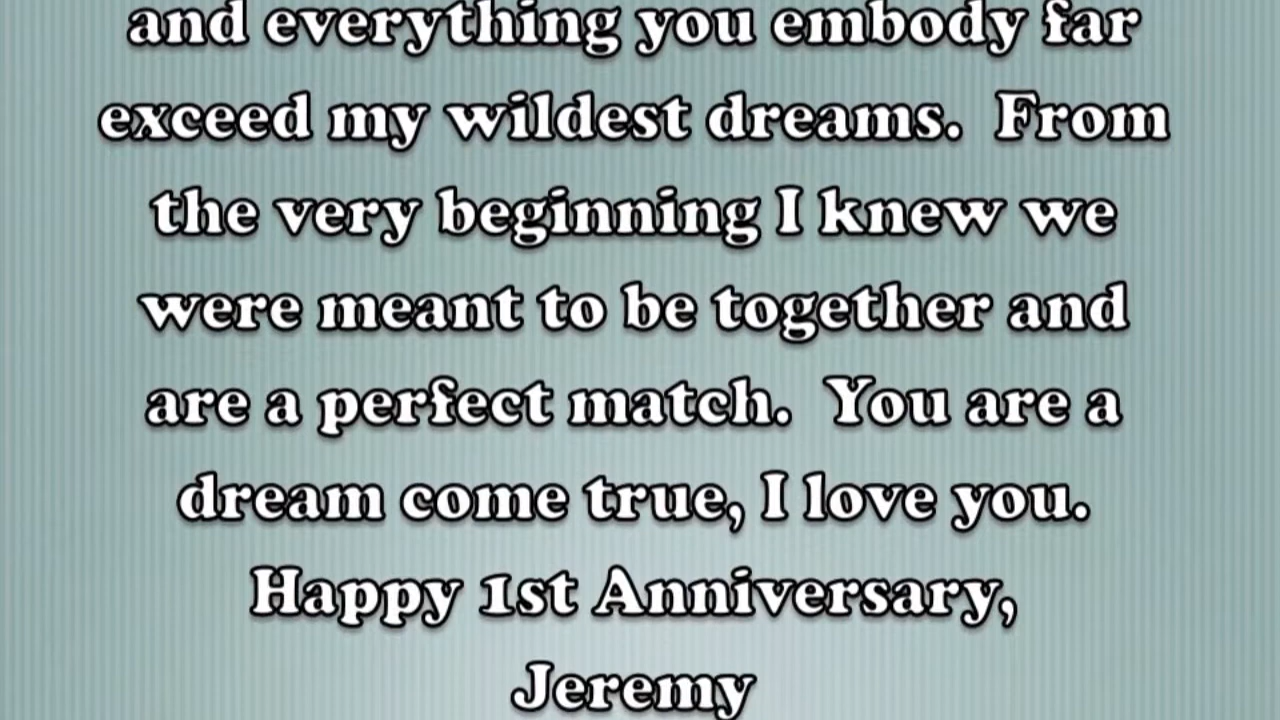 and everything you embody far
exceed my wildest dreams.  From
the very beginning I knew we
were meant to be together and
are a perfect match.  You are a
dream come true, I love you.
Happy 1st Anniversary,
Jeremy